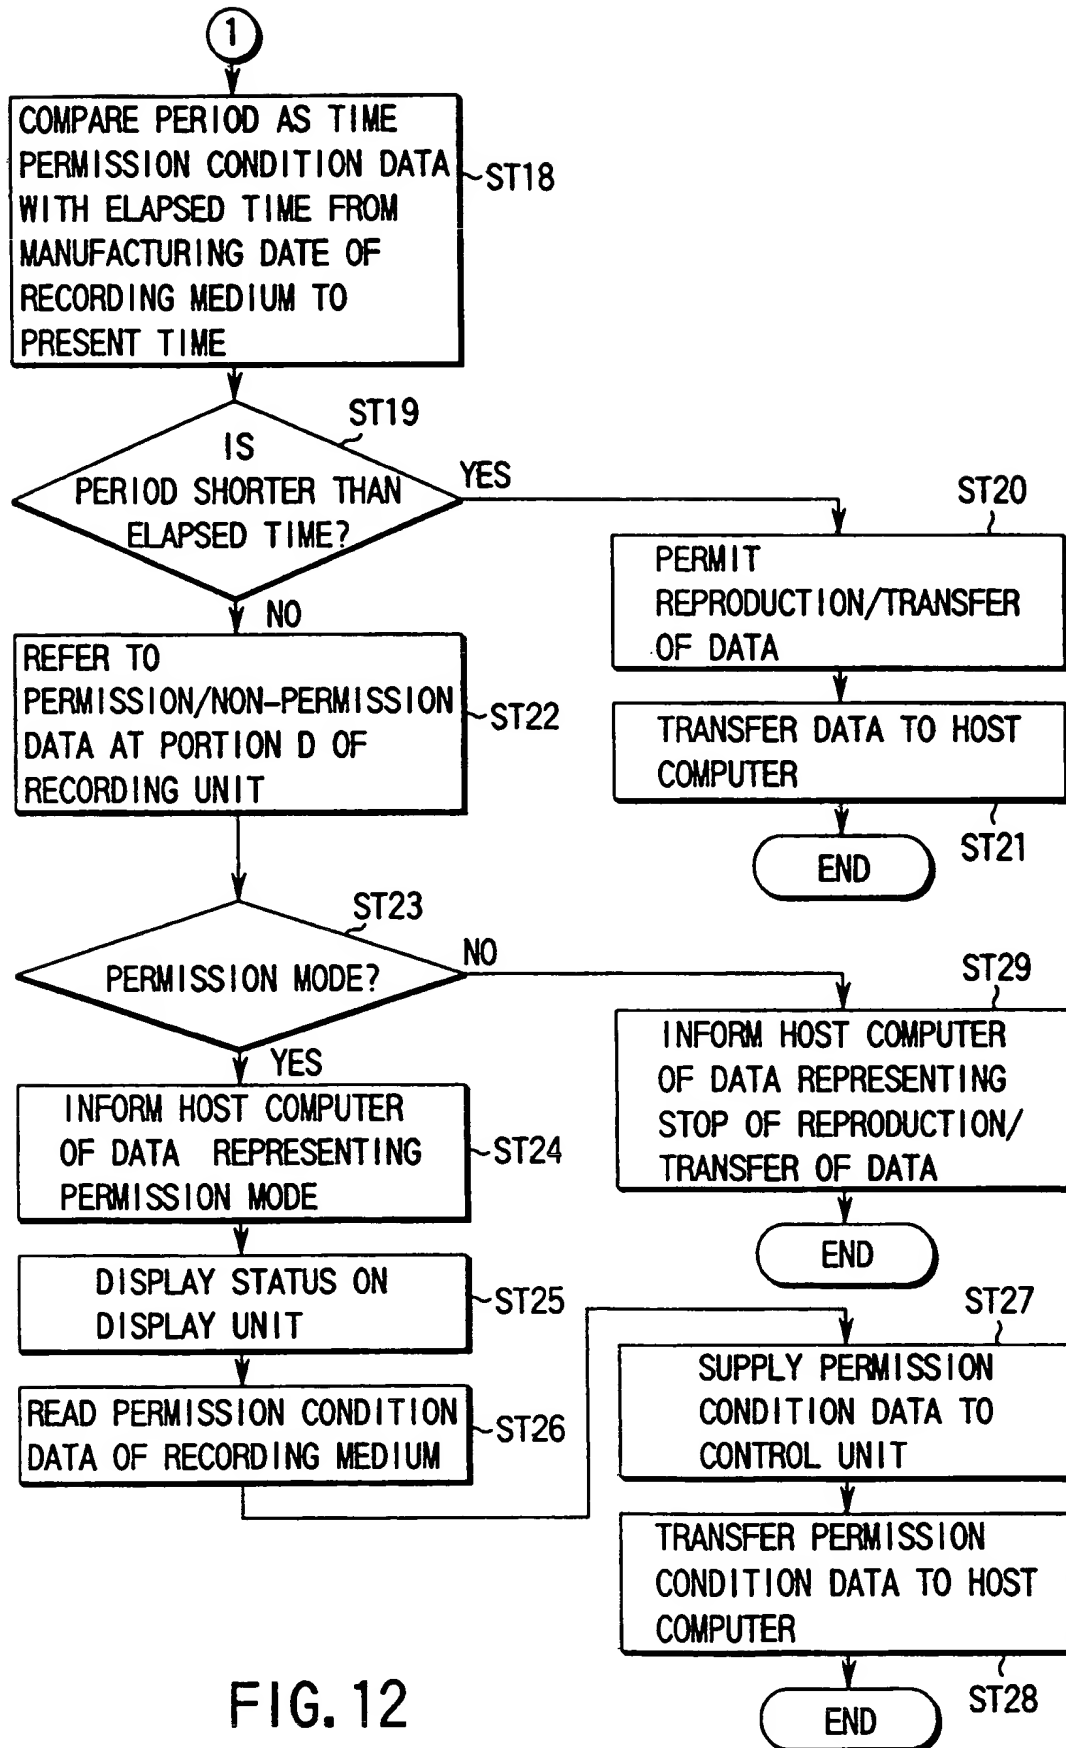 1
COMPARE PERIOD AS TIME
PERMISSION CONDITION DATA
WITH ELAPSED TIME FROM
MANUFACTURING DATE OF
RECORDING MEDIUM TO
PRESENT TIME
ST18
ST19
IS
PERIOD SHORTER THAN
ELAPSED TIME?
YES
NO
ST20
PERMIT
REPRODUCTION/TRANSFER
OF DATA
TRANSFER DATA TO HOST
COMPUTER
ST21
END
REFER TO
PERMISSION/NON-PERMISSION
DATA AT PORTION D OF
RECORDING UNIT
ST22
ST23
PERMISSION MODE?
NO
YES
ST29
INFORM HOST COMPUTER
OF DATA REPRESENTING
STOP OF REPRODUCTION/
TRANSFER OF DATA
END
INFORM HOST COMPUTER
OF DATA REPRESENTING
PERMISSION MODE
ST24
DISPLAY STATUS ON
DISPLAY UNIT
ST25
READ PERMISSION CONDITION
DATA OF RECORDING MEDIUM
ST26
ST27
SUPPLY PERMISSION
CONDITION DATA TO
CONTROL UNIT
TRANSFER PERMISSION
CONDITION DATA TO HOST
COMPUTER
ST28
END
FIG. 12